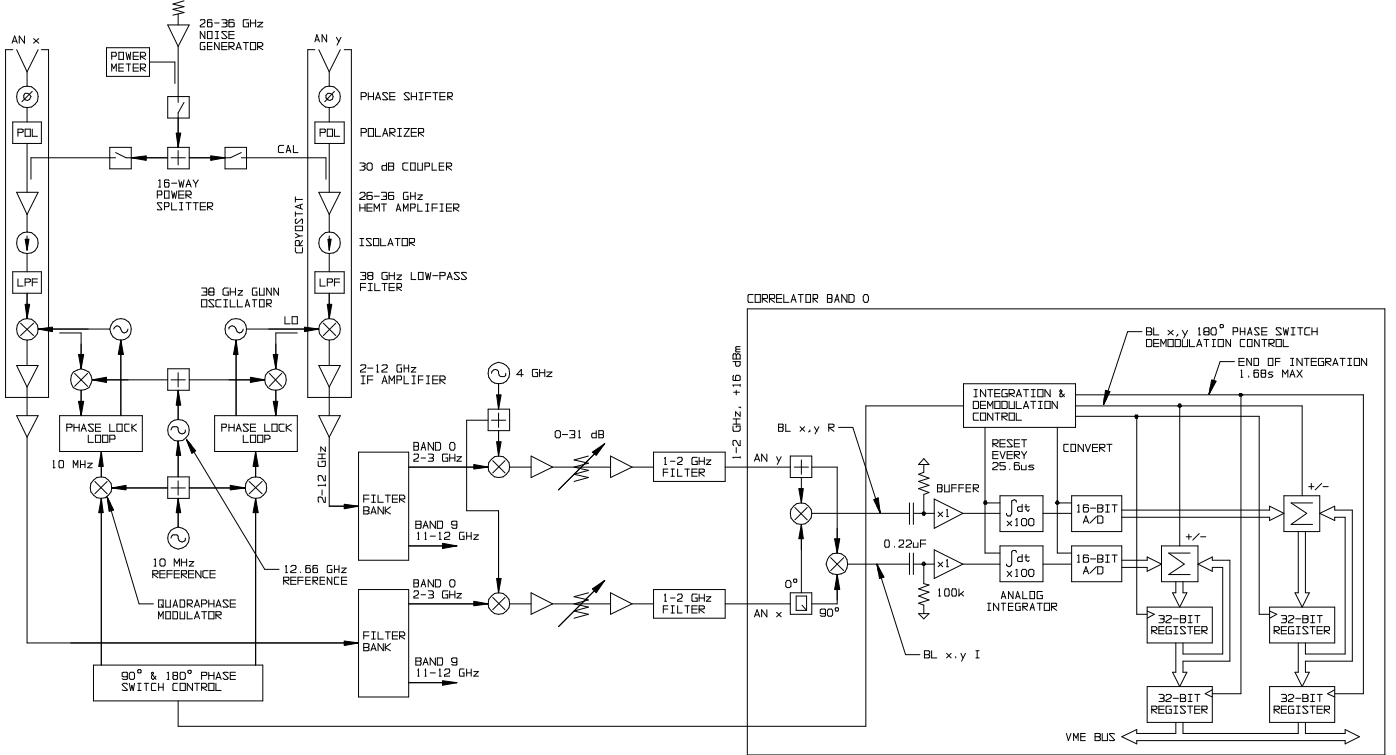 AN x
26-36 GHz
NOISE
GENERATOR
POWER
METER
AN y
PHASE SHIFTER
POL
POL
POLARIZER
CAL
30 dB COUPLER
16-WAY
POWER
SPLITTER
26-36 GHz
HEMT AMPLIFIER
CRYOSTAT
ISOLATOR
LPF
LPF
38 GHz LOW-PASS
FILTER
38 GHz GUNN
OSCILLATOR
LO
2-12 GHz
IF AMPLIFIER
PHASE LOCK
LOOP
PHASE LOCK
LOOP
10 MHz
10 MHz
REFERENCE
12.66 GHz
REFERENCE
QUADRAPHASE
MODULATOR
90° & 180° PHASE
SWITCH CONTROL
2-12 GHz
FILTER
BANK
BAND 0
2-3 GHz
BAND 9
11-12 GHz
FILTER
BANK
BAND 0
2-3 GHz
BAND 9
11-12 GHz
4 GHz
0-31 dB
1-2 GHz
FILTER
1-2 GHz
FILTER
1-2 GHz, +16 dBm
CORRELATOR BAND 0
AN y
AN x
0°
Q
90°
BL x,y R
BL x.y I
BUFFER
x1
x1
0.22uF
100k
INTEGRATION &
DEMODULATION
CONTROL
RESET
EVERY
25.6us
CONVERT
∫dt
x100
∫dt
x100
ANALOG
INTEGRATOR
16-BIT
A/D
16-BIT
A/D
BL x,y 180° PHASE SWITCH
DEMODULATION CONTROL
END OF INTEGRATION
1.68s MAX
+/-
Σ
+/-
Σ
32-BIT
REGISTER
32-BIT
REGISTER
32-BIT
REGISTER
32-BIT
REGISTER
VME BUS